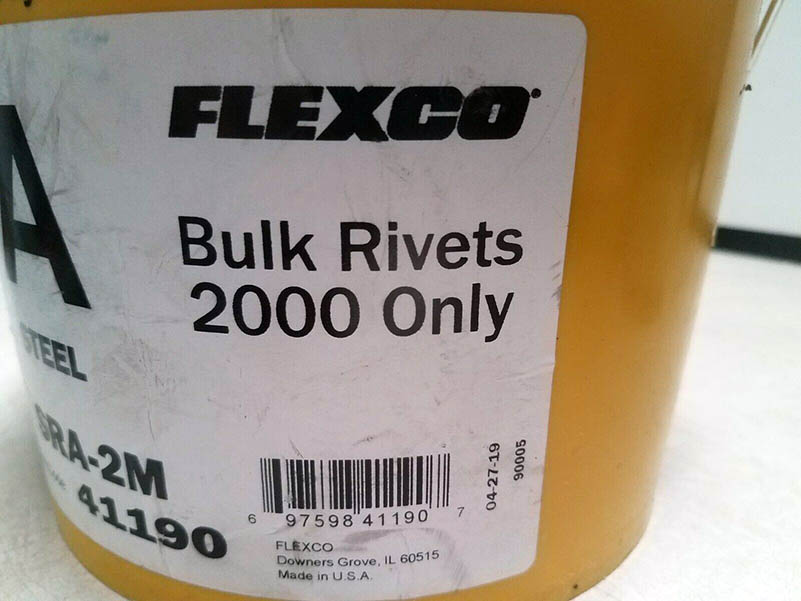 FLEXCO
Bulk Rivets
2000 Only
A
STEEL
SRA-2M
41190
6 97598 41190 7
04-27-19
90005
FLEXCO
Downers Grove, IL 60515
Made in U.S.A.